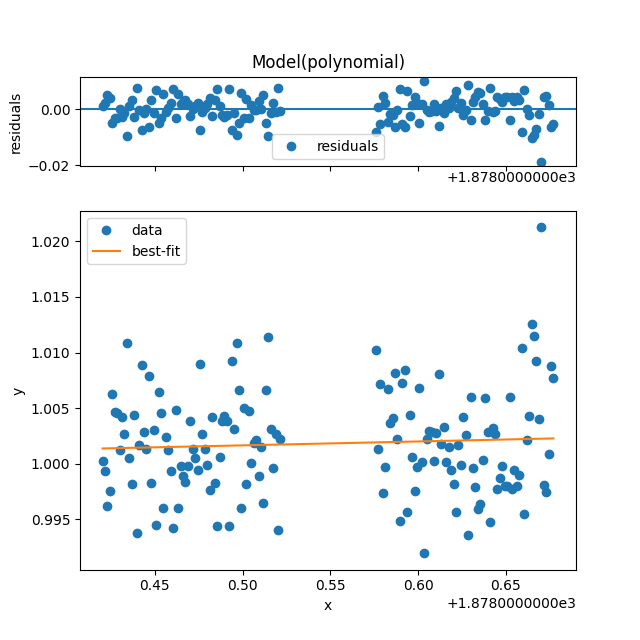 Model(polynomial)
residuals
0.00
−0.02
residuals
+1.8780000000e3
y
1.020
1.015
1.010
1.005
1.000
0.995
data
best-fit
0.45
0.50
0.55
0.60
0.65
x
+1.8780000000e3